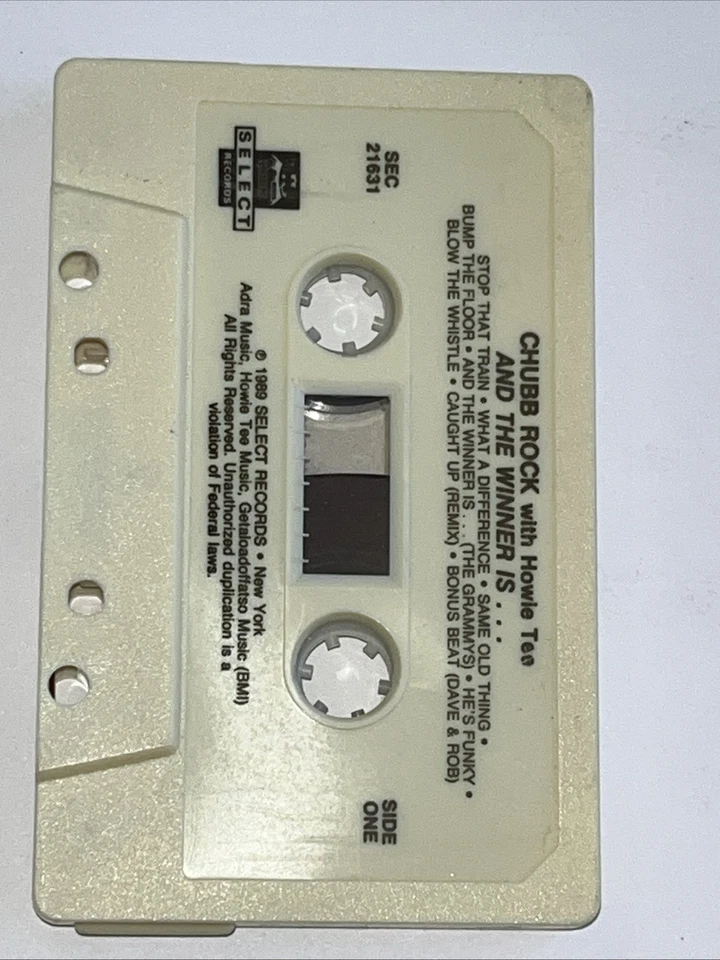 CHUBB ROCK with Howie Tee
AND THE WINNER IS . . .
STOP THAT TRAIN • WHAT A DIFFERENCE • SAME OLD THING •
BUMP THE FLOOR • AND THE WINNER IS . . . (THE GRAMMYS) • HE'S FUNKY •
BLOW THE WHISTLE • CAUGHT UP (REMIX) • BONUS BEAT (DAVE & ROB)
SEC
21631
SIDE
ONE
SELECT
RECORDS
℗ 1989 SELECT RECORDS • New York
Adra Music, Howie Tee Music, Getaloadoffatso Music (BMI)
All Rights Reserved. Unauthorized duplication is a
violation of Federal laws.